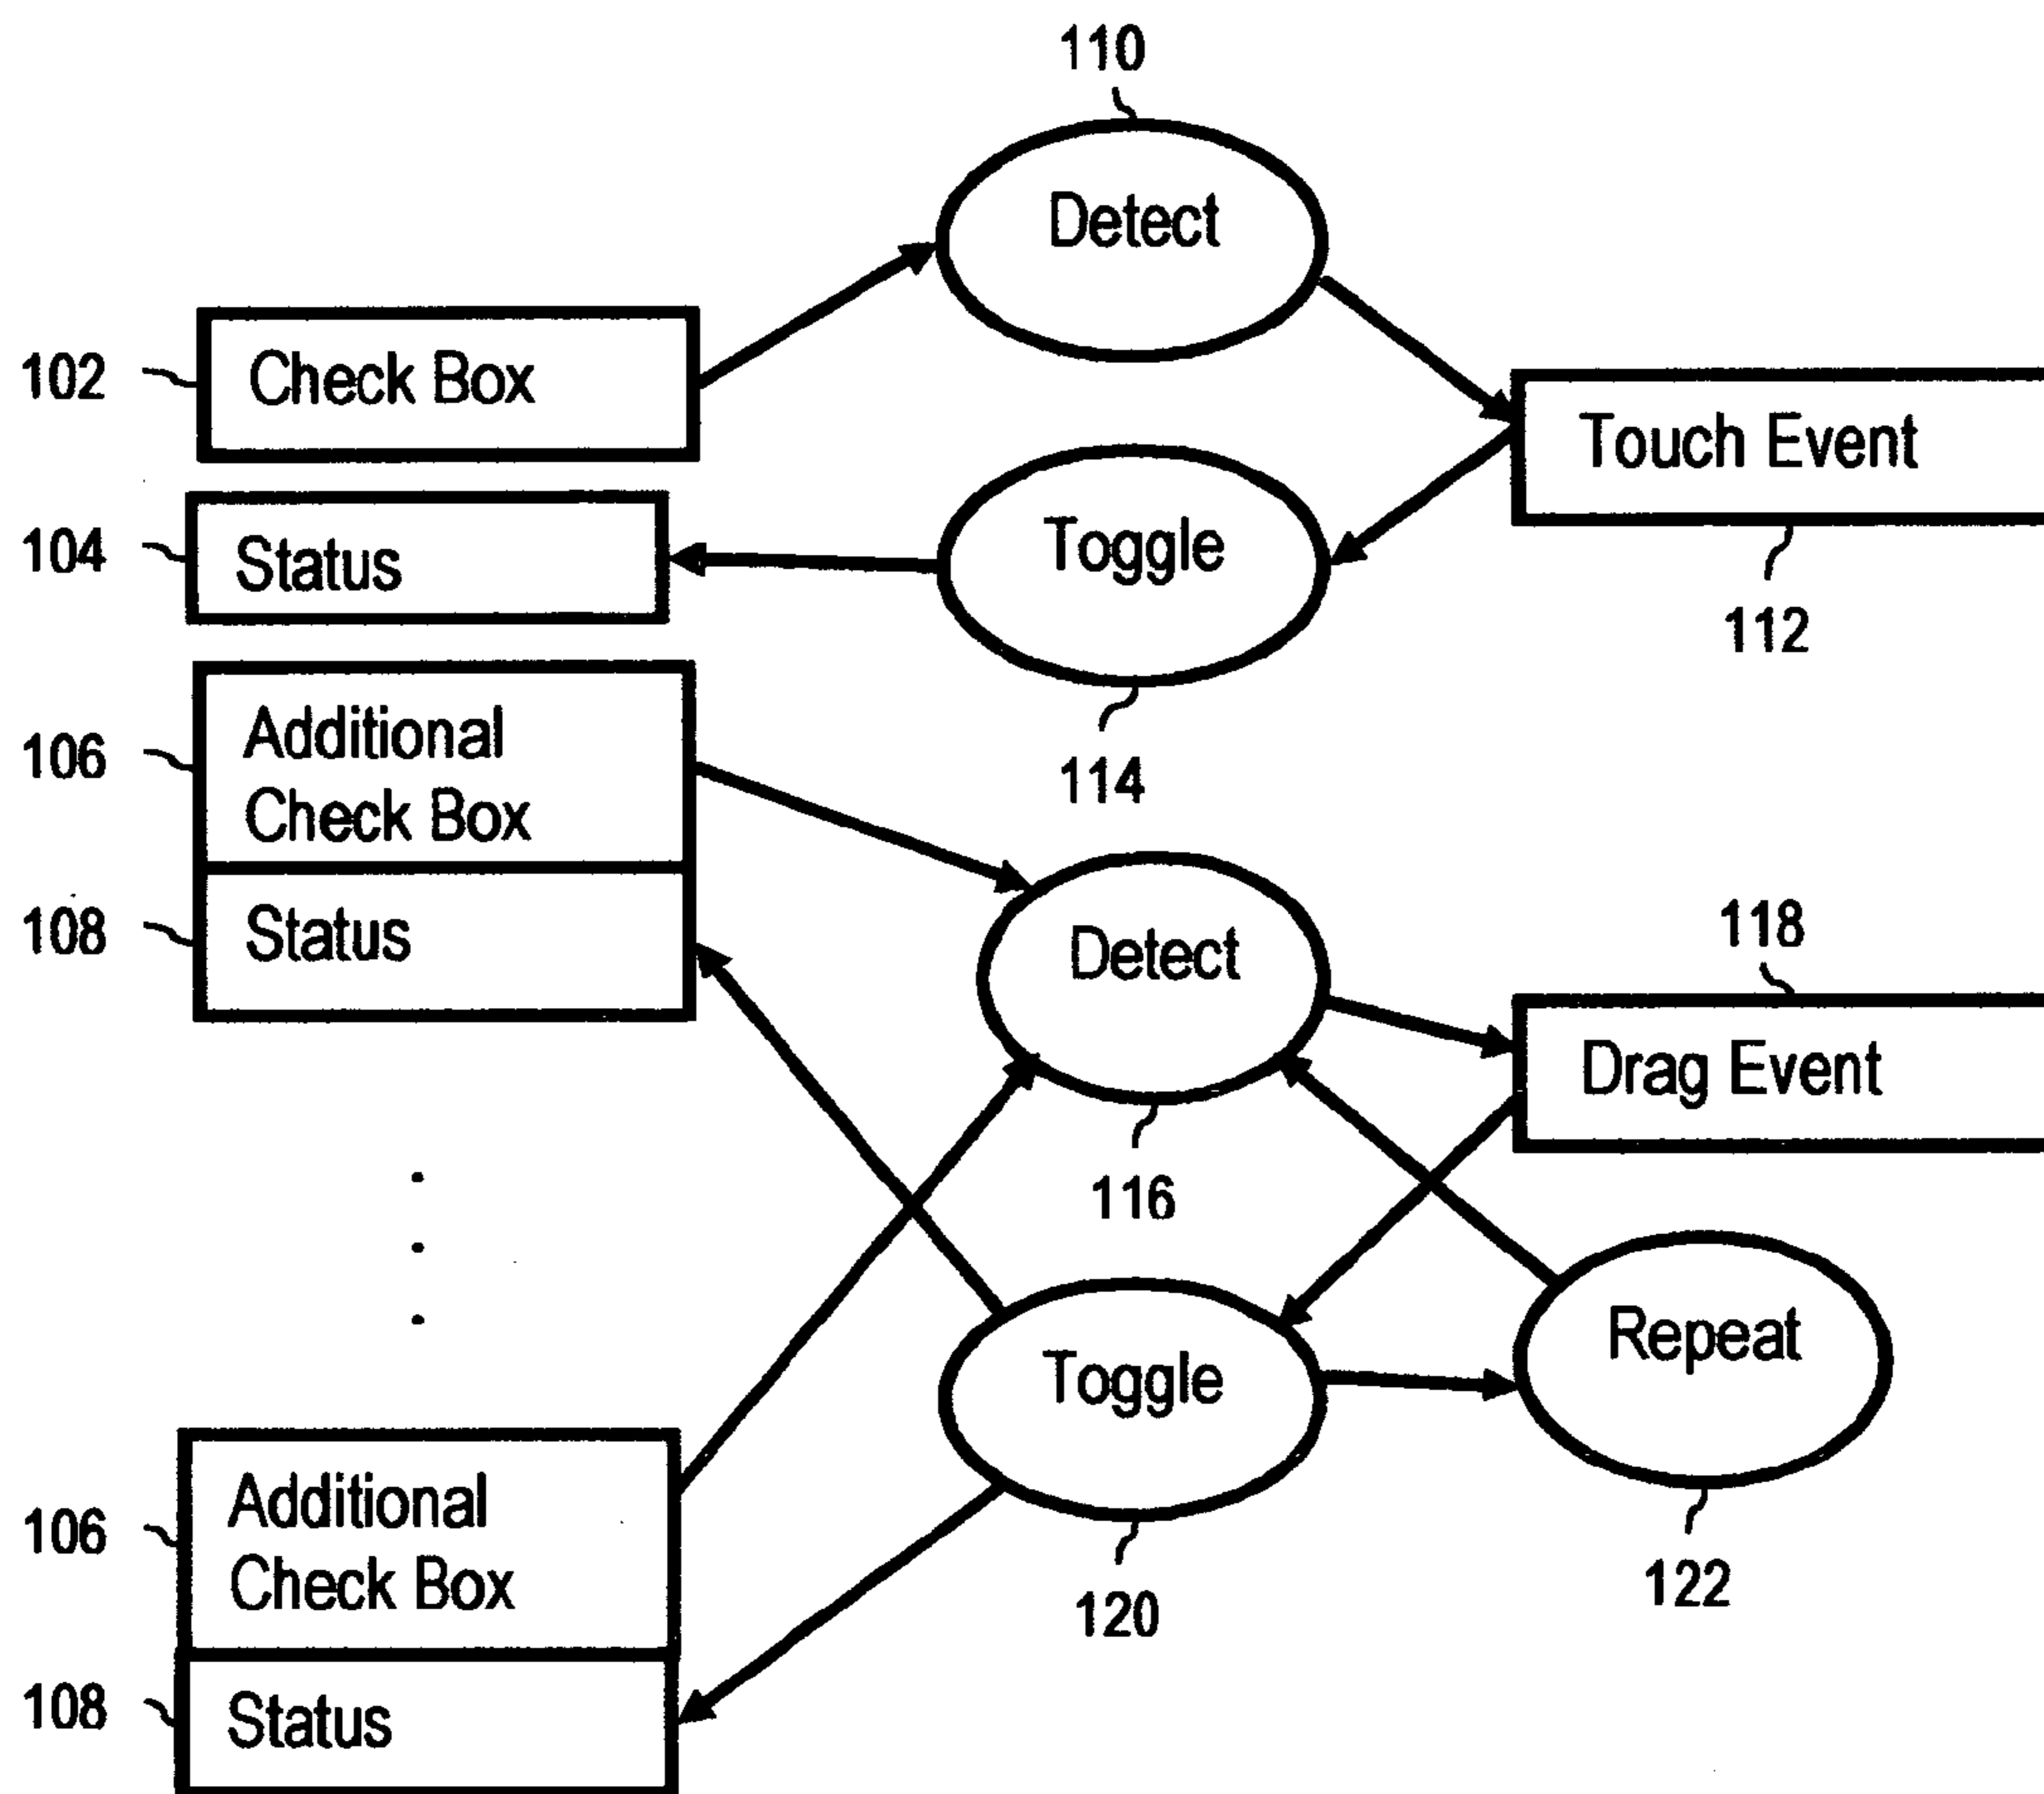 110
Detect
102
Check Box
Touch Event
104
Status
Toggle
112
106
Additional
Check Box
114
108
Status
Detect
118
Drag Event
116
Repeat
Toggle
106
Additional
Check Box
120
122
108
Status